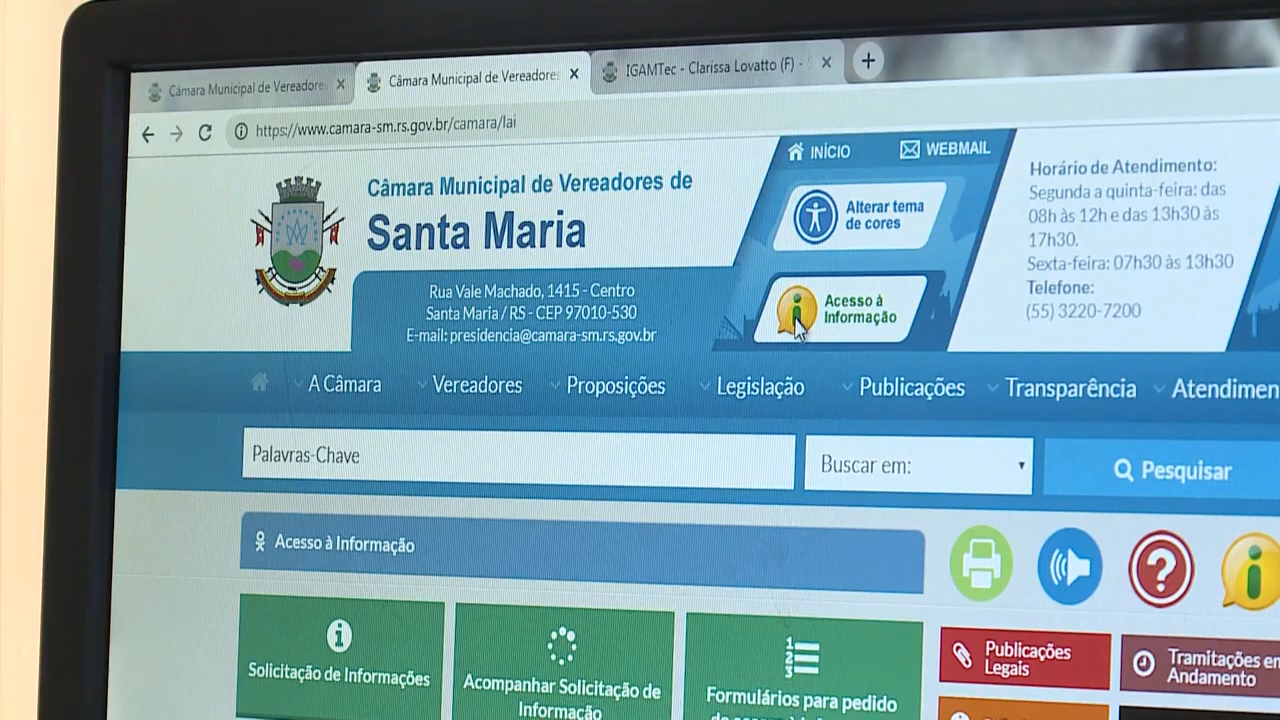 Câmara Municipal de Vereadore
Câmara Municipal de Vereadore
IGAMTec - Clarissa Lovatto (F) -
https://www.camara-sm.rs.gov.br/camara/lai
Câmara Municipal de Vereadores de
Santa Maria
Rua Vale Machado, 1415 - Centro
Santa Maria / RS - CEP 97010-530
E-mail: presidencia@camara-sm.rs.gov.br
INÍCIO
WEBMAIL
Alterar tema
de cores
Acesso à
Informação
Horário de Atendimento:
Segunda a quinta-feira: das
08h às 12h e das 13h30 às
17h30.
Sexta-feira: 07h30 às 13h30
Telefone:
(55) 3220-7200
A Câmara
Vereadores
Proposições
Legislação
Publicações
Transparência
Atendimen
Palavras-Chave
Buscar em:
Pesquisar
Acesso à Informação
Solicitação de Informações
Acompanhar Solicitação de
Informação
Formulários para pedido
Publicações
Legais
Tramitações em
Andamento